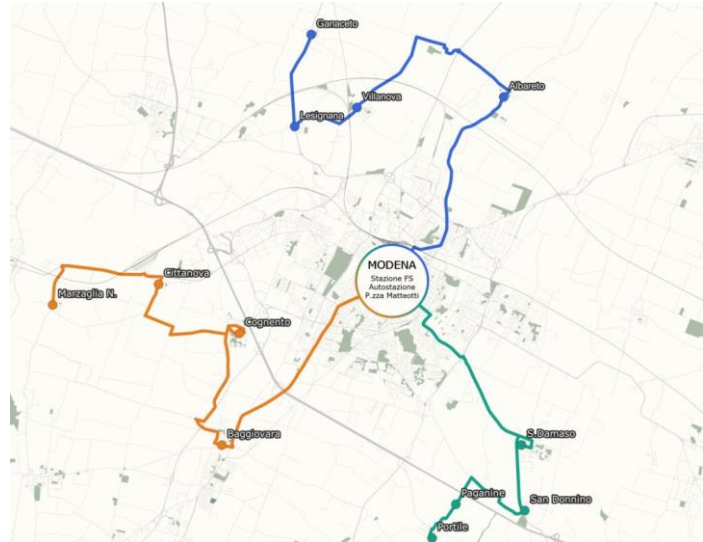 Ganaceto
Albareto
Villanova
Lesignana
MODENA
Stazione FS
Autostazione
P.zza Matteotti
Cittanova
Marzaglia N.
Cognento
Baggiovara
S.Damaso
Paganine
San Donnino
Portile